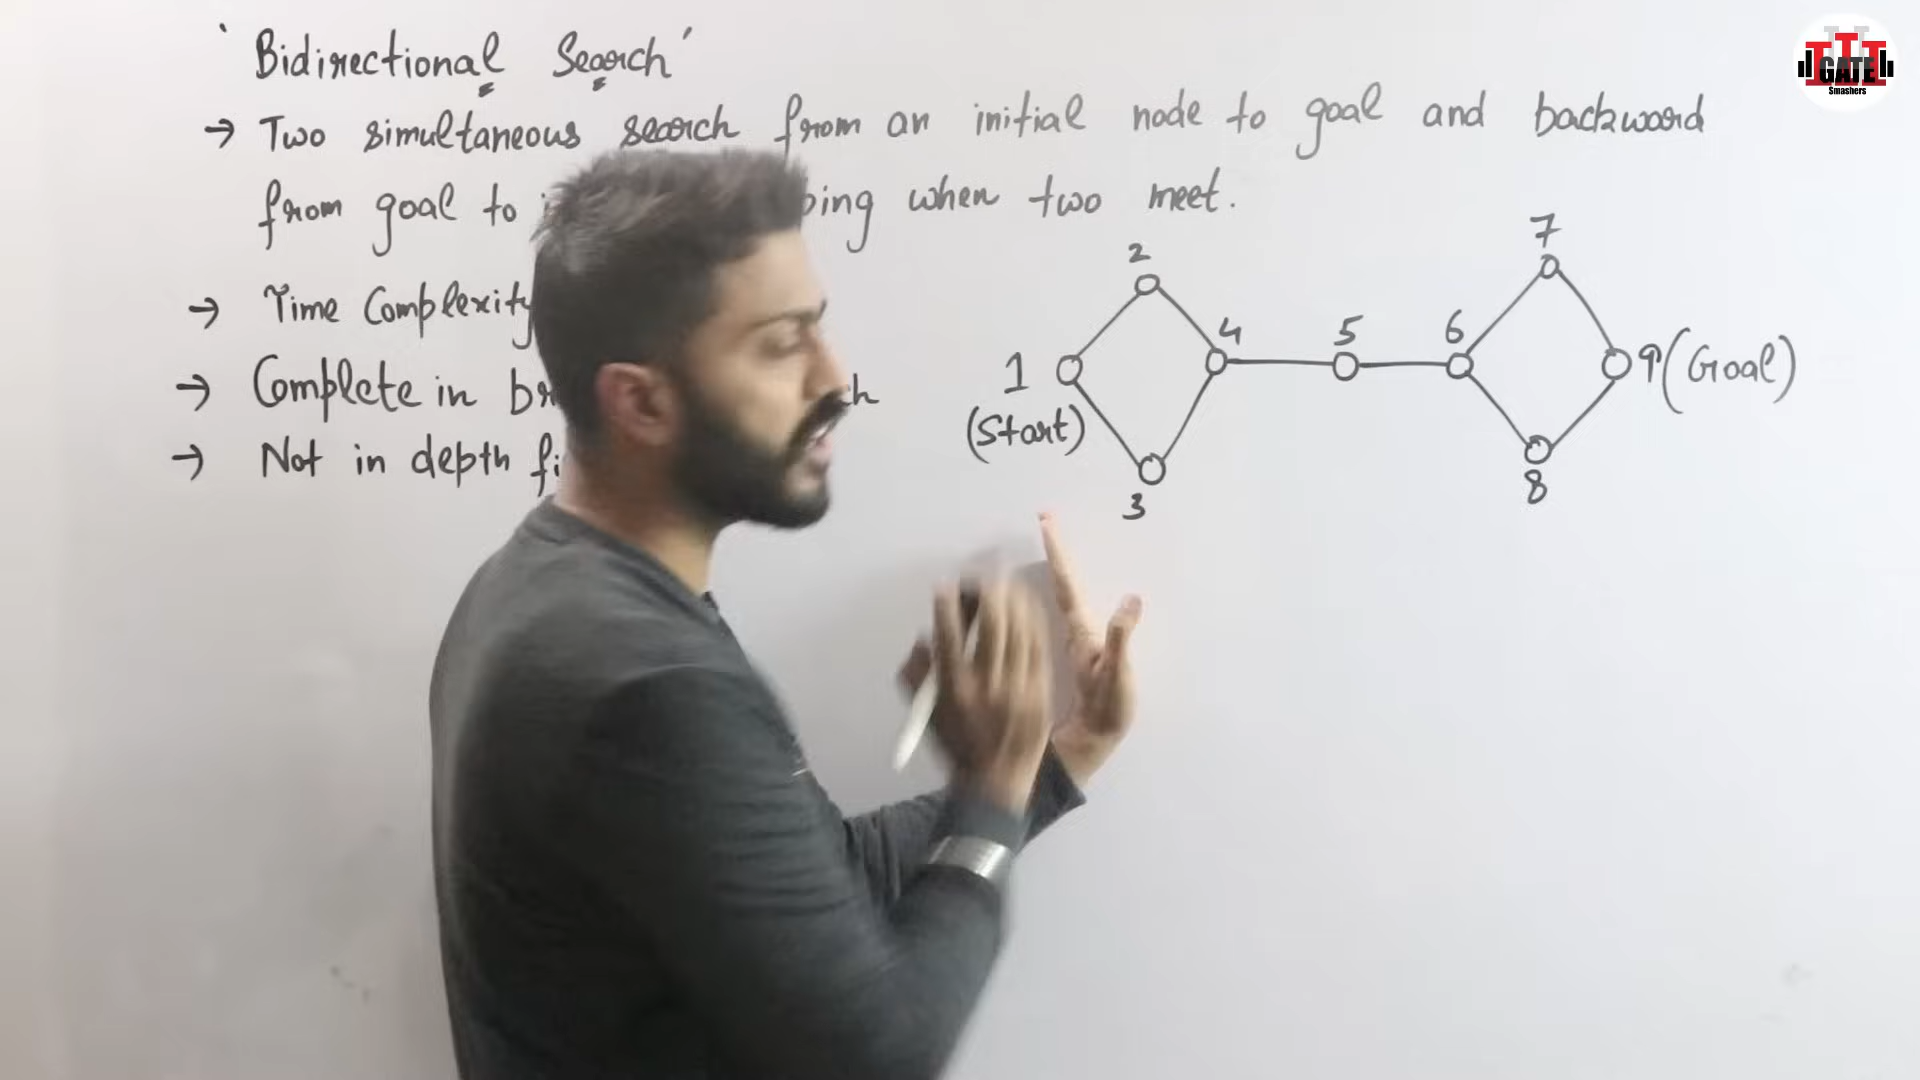 'Bidirectional Search'
→ Two simultaneous search from an initial node to goal and backward
from goal to when two meet.
→ Time Complexity
→ Complete in
→ Not in depth
1
(Start)
2
3
4
5
6
7
8
9 (Goal)
GATE
Smashers